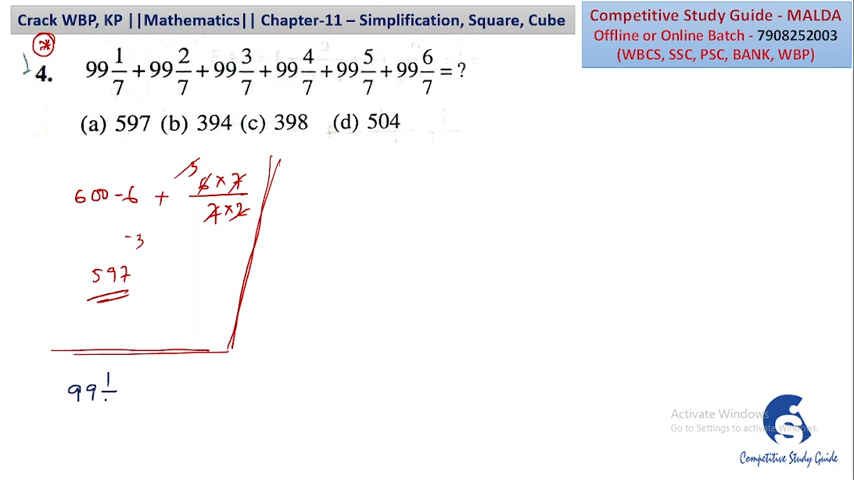 Crack WBP, KP ||Mathematics|| Chapter-11 – Simplification, Square, Cube
Competitive Study Guide - MALDA
Offline or Online Batch - 7908252003
(WBCS, SSC, PSC, BANK, WBP)
4. 99 1/7 + 99 2/7 + 99 3/7 + 99 4/7 + 99 5/7 + 99 6/7 = ?
(a) 597 (b) 394 (c) 398 (d) 504
3
600 - 6 + 6 × 7 / 7 × 2
- 3
597
99 1
Activate Windows
Go to Settings to activate Windows.
Competitive Study Guide